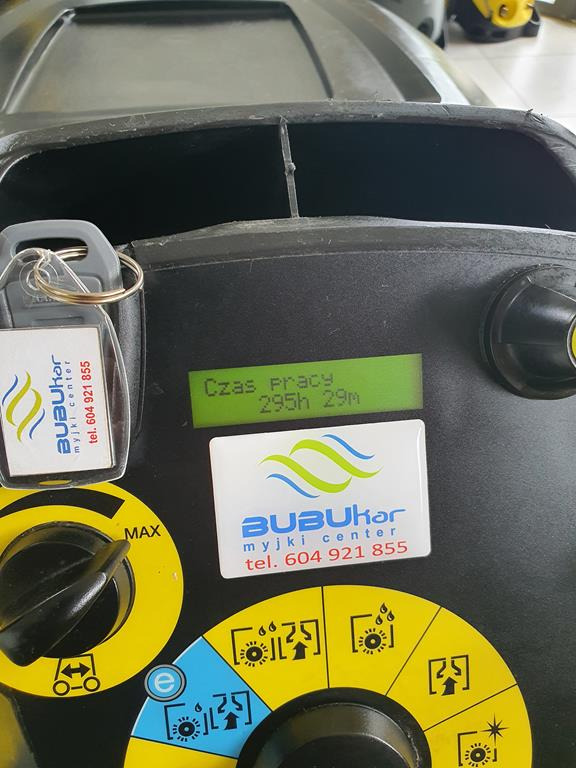 Czas pracy
295h 29m
BUBUkar
myjki center
tel. 604 921 855
BUBUkar
myjki center
tel. 604 921 855
MAX
e